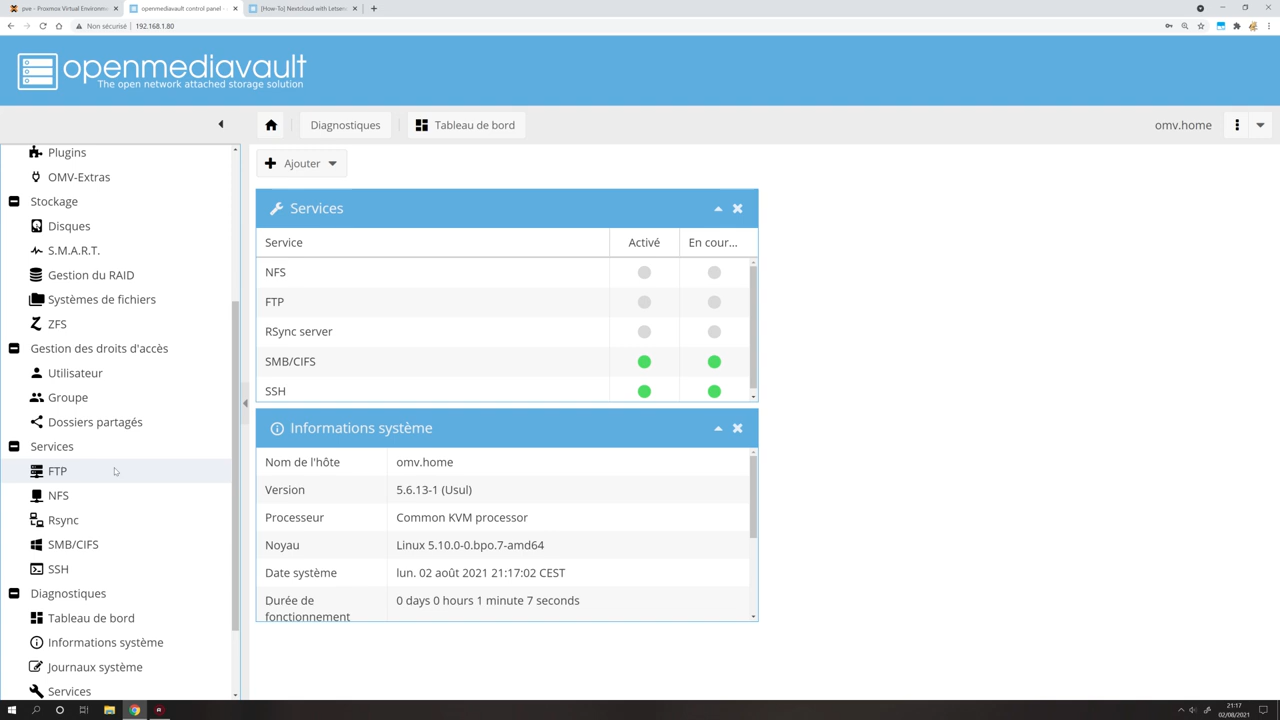 pve - Proxmox Virtual Environme
openmediavault control panel -
[How-To] Nextcloud with Letsen
Non sécurisé
192.168.1.80
openmediavault
The open network attached storage solution
Diagnostiques
Tableau de bord
omv.home
Plugins
OMV-Extras
Stockage
Disques
S.M.A.R.T.
Gestion du RAID
Systèmes de fichiers
ZFS
Gestion des droits d'accès
Utilisateur
Groupe
Dossiers partagés
Services
FTP
NFS
Rsync
SMB/CIFS
SSH
Diagnostiques
Tableau de bord
Informations système
Journaux système
Services
Ajouter
Services
Service Activé En cour...
NFS
FTP
RSync server
SMB/CIFS
SSH
Informations système
Nom de l'hôte omv.home
Version 5.6.13-1 (Usul)
Processeur Common KVM processor
Noyau Linux 5.10.0-0.bpo.7-amd64
Date système lun. 02 août 2021 21:17:02 CEST
Durée de 0 days 0 hours 1 minute 7 seconds
fonctionnement
21:17
02/08/2021